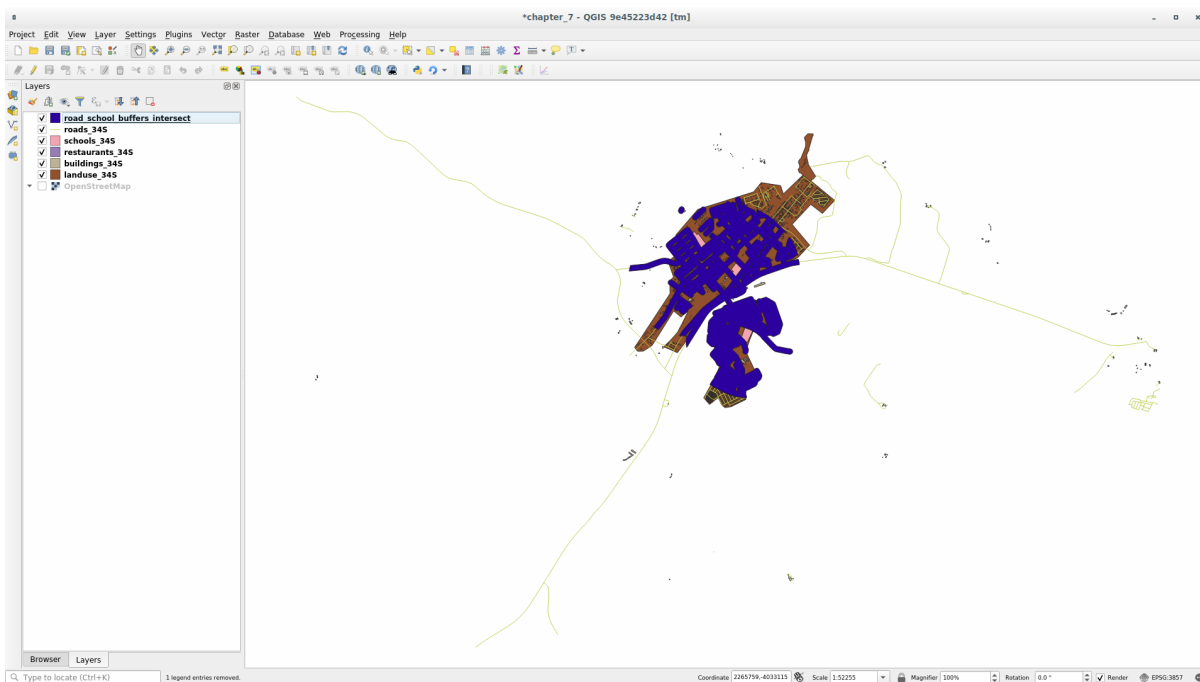 *chapter_7 - QGIS 9e45223d42 [tm]
Project Edit View Layer Settings Plugins Vector Raster Database Web Processing Help
Layers
road_school_buffers_intersect
roads_34S
schools_34S
restaurants_34S
buildings_34S
landuse_34S
OpenStreetMap
Browser Layers
Type to locate (Ctrl+K) 1 legend entries removed. Coordinate 2265759,-4033115 Scale 1:52255 Magnifier 100% Rotation 0.0 ° Render EPSG:3857